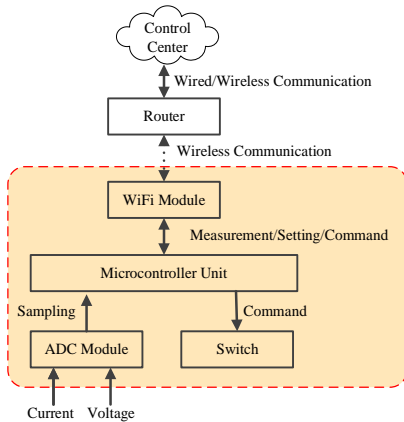 Control
Center
Wired/Wireless Communication
Router
Wireless Communication
WiFi Module
Measurement/Setting/Command
Microcontroller Unit
Sampling
Command
ADC Module
Switch
Current
Voltage